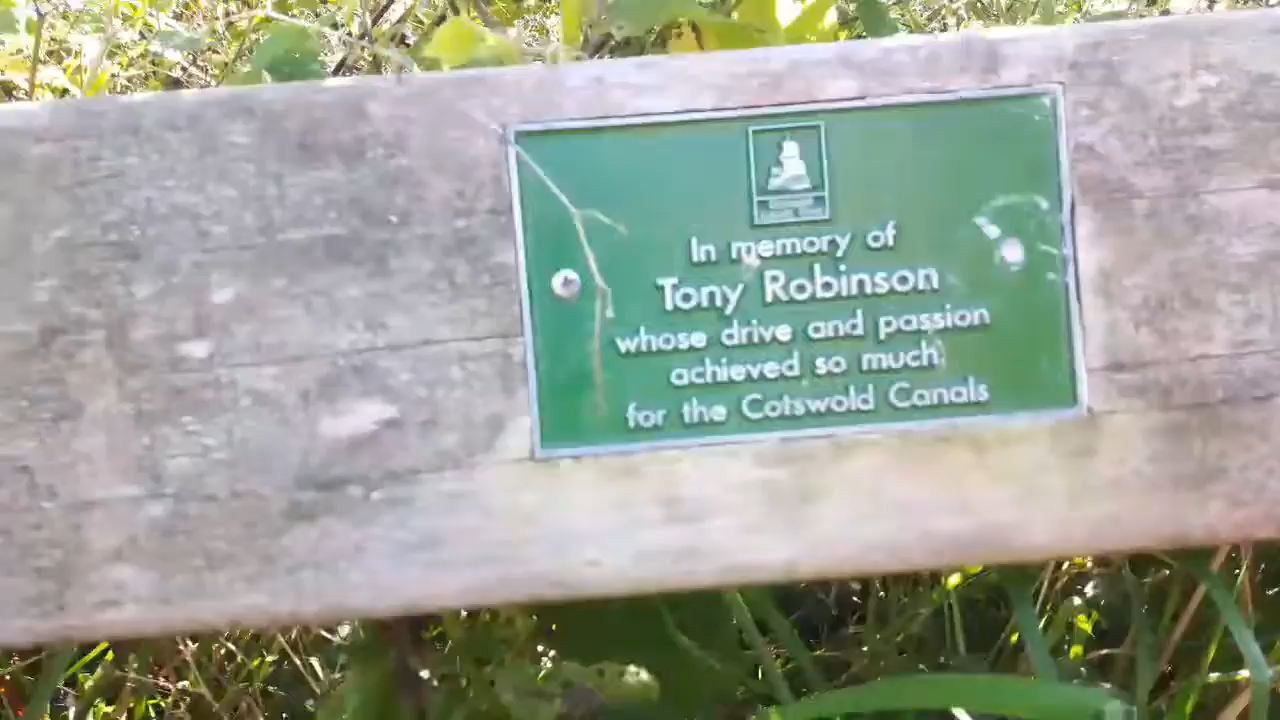 In memory of
Tony Robinson
whose drive and passion
achieved so much
for the Cotswold Canals